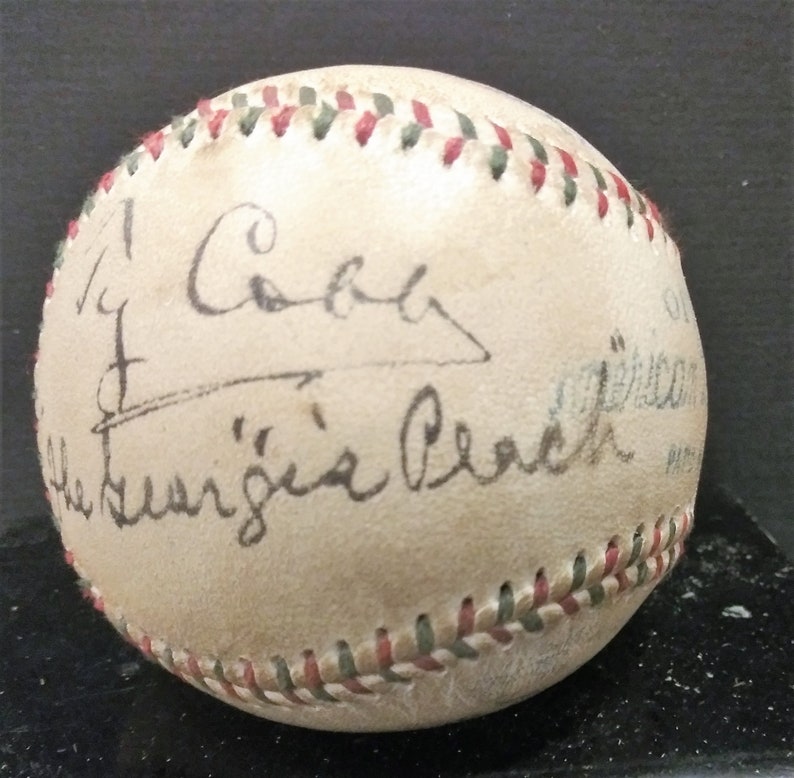 Ty Cobb
the "Georgia Peach"
American